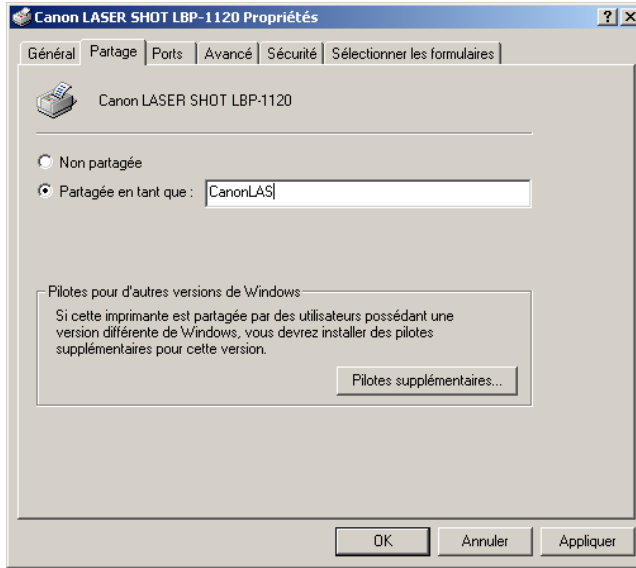 Canon LASER SHOT LBP-1120 Propriétés
Général Partage Ports Avancé Sécurité Sélectionner les formulaires
Canon LASER SHOT LBP-1120
Non partagée
Partagée en tant que : CanonLAS
Pilotes pour d'autres versions de Windows
Si cette imprimante est partagée par des utilisateurs possédant une
version différente de Windows, vous devrez installer des pilotes
supplémentaires pour cette version.
Pilotes supplémentaires...
OK Annuler Appliquer